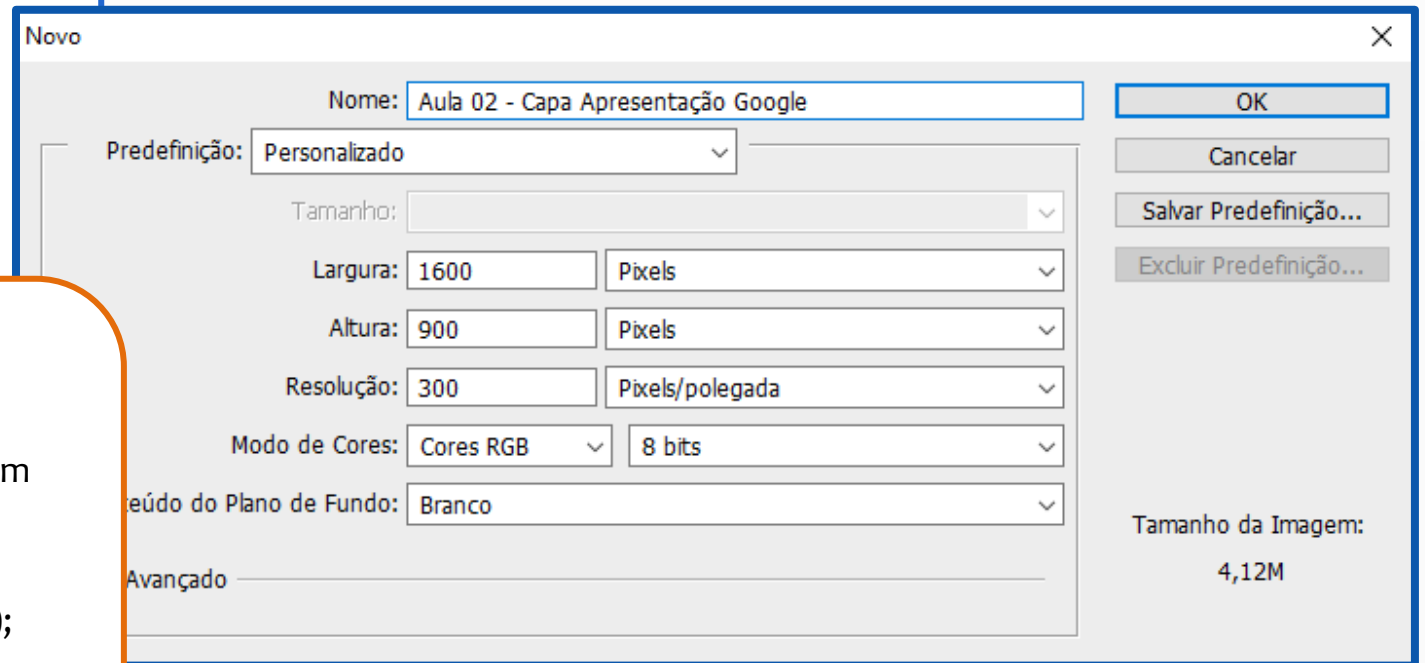 Novo
Nome: Aula 02 - Capa Apresentação Google
OK
Predefinição: Personalizado
Cancelar
Tamanho:
Salvar Predefinição...
Largura: 1600 Pixels
Excluir Predefinição...
Altura: 900 Pixels
Resolução: 300 Pixels/polegada
Modo de Cores: Cores RGB 8 bits
teúdo do Plano de Fundo: Branco
Tamanho da Imagem:
4,12M
Avançado
m
);